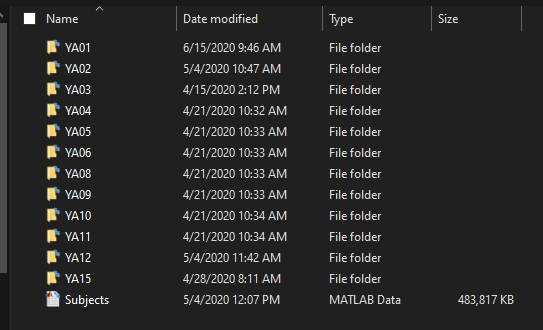 Name Date modified Type Size
YA01 6/15/2020 9:46 AM File folder
YA02 5/4/2020 10:47 AM File folder
YA03 4/15/2020 2:12 PM File folder
YA04 4/21/2020 10:32 AM File folder
YA05 4/21/2020 10:33 AM File folder
YA06 4/21/2020 10:33 AM File folder
YA08 4/21/2020 10:33 AM File folder
YA09 4/21/2020 10:33 AM File folder
YA10 4/21/2020 10:34 AM File folder
YA11 4/21/2020 10:34 AM File folder
YA12 5/4/2020 11:42 AM File folder
YA15 4/28/2020 8:11 AM File folder
Subjects 5/4/2020 12:07 PM MATLAB Data 483,817 KB